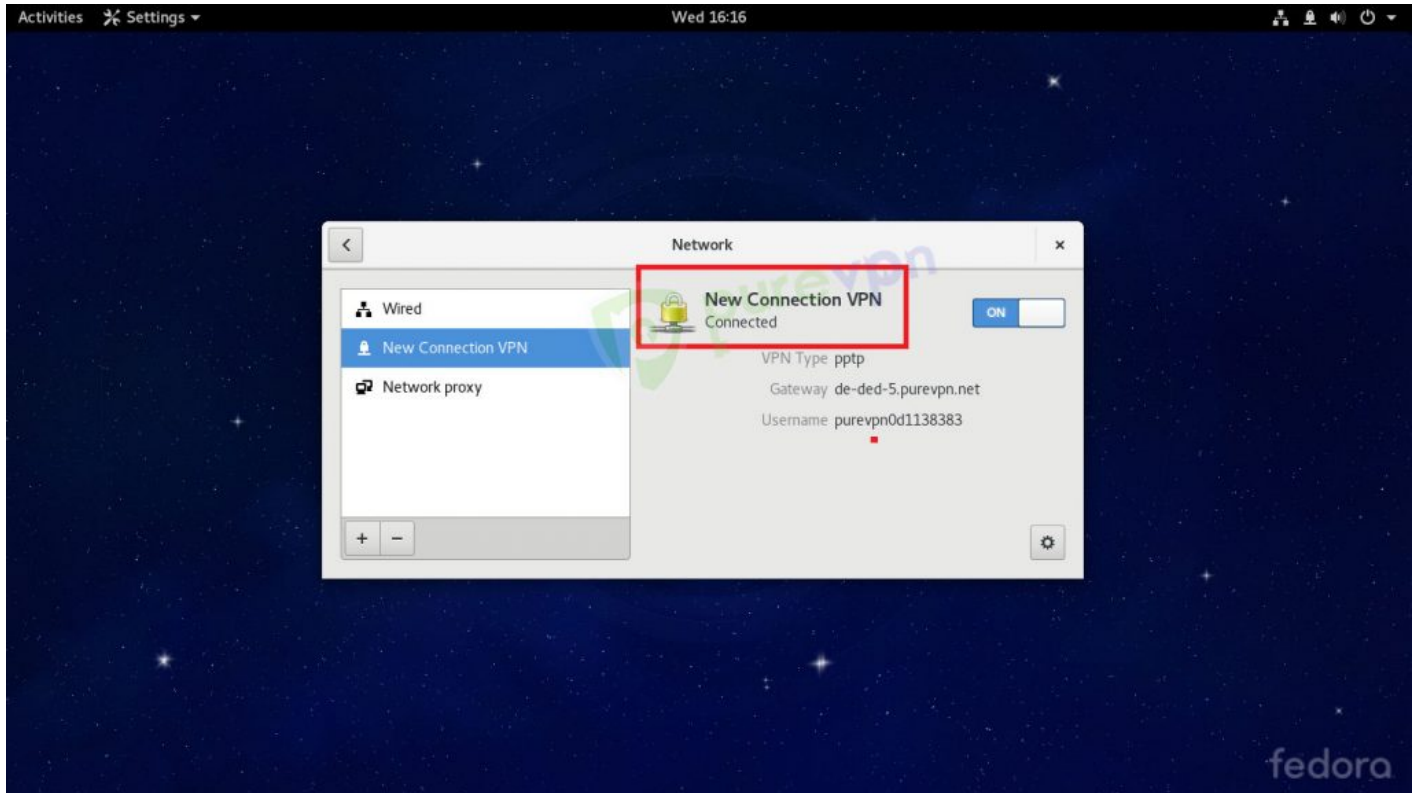 Activities Settings Wed 16:16
Network
purevpn
Wired
New Connection VPN
Network proxy
New Connection VPN
Connected
ON
VPN Type pptp
Gateway de-ded-5.purevpn.net
Username purevpn0d1138383
fedora